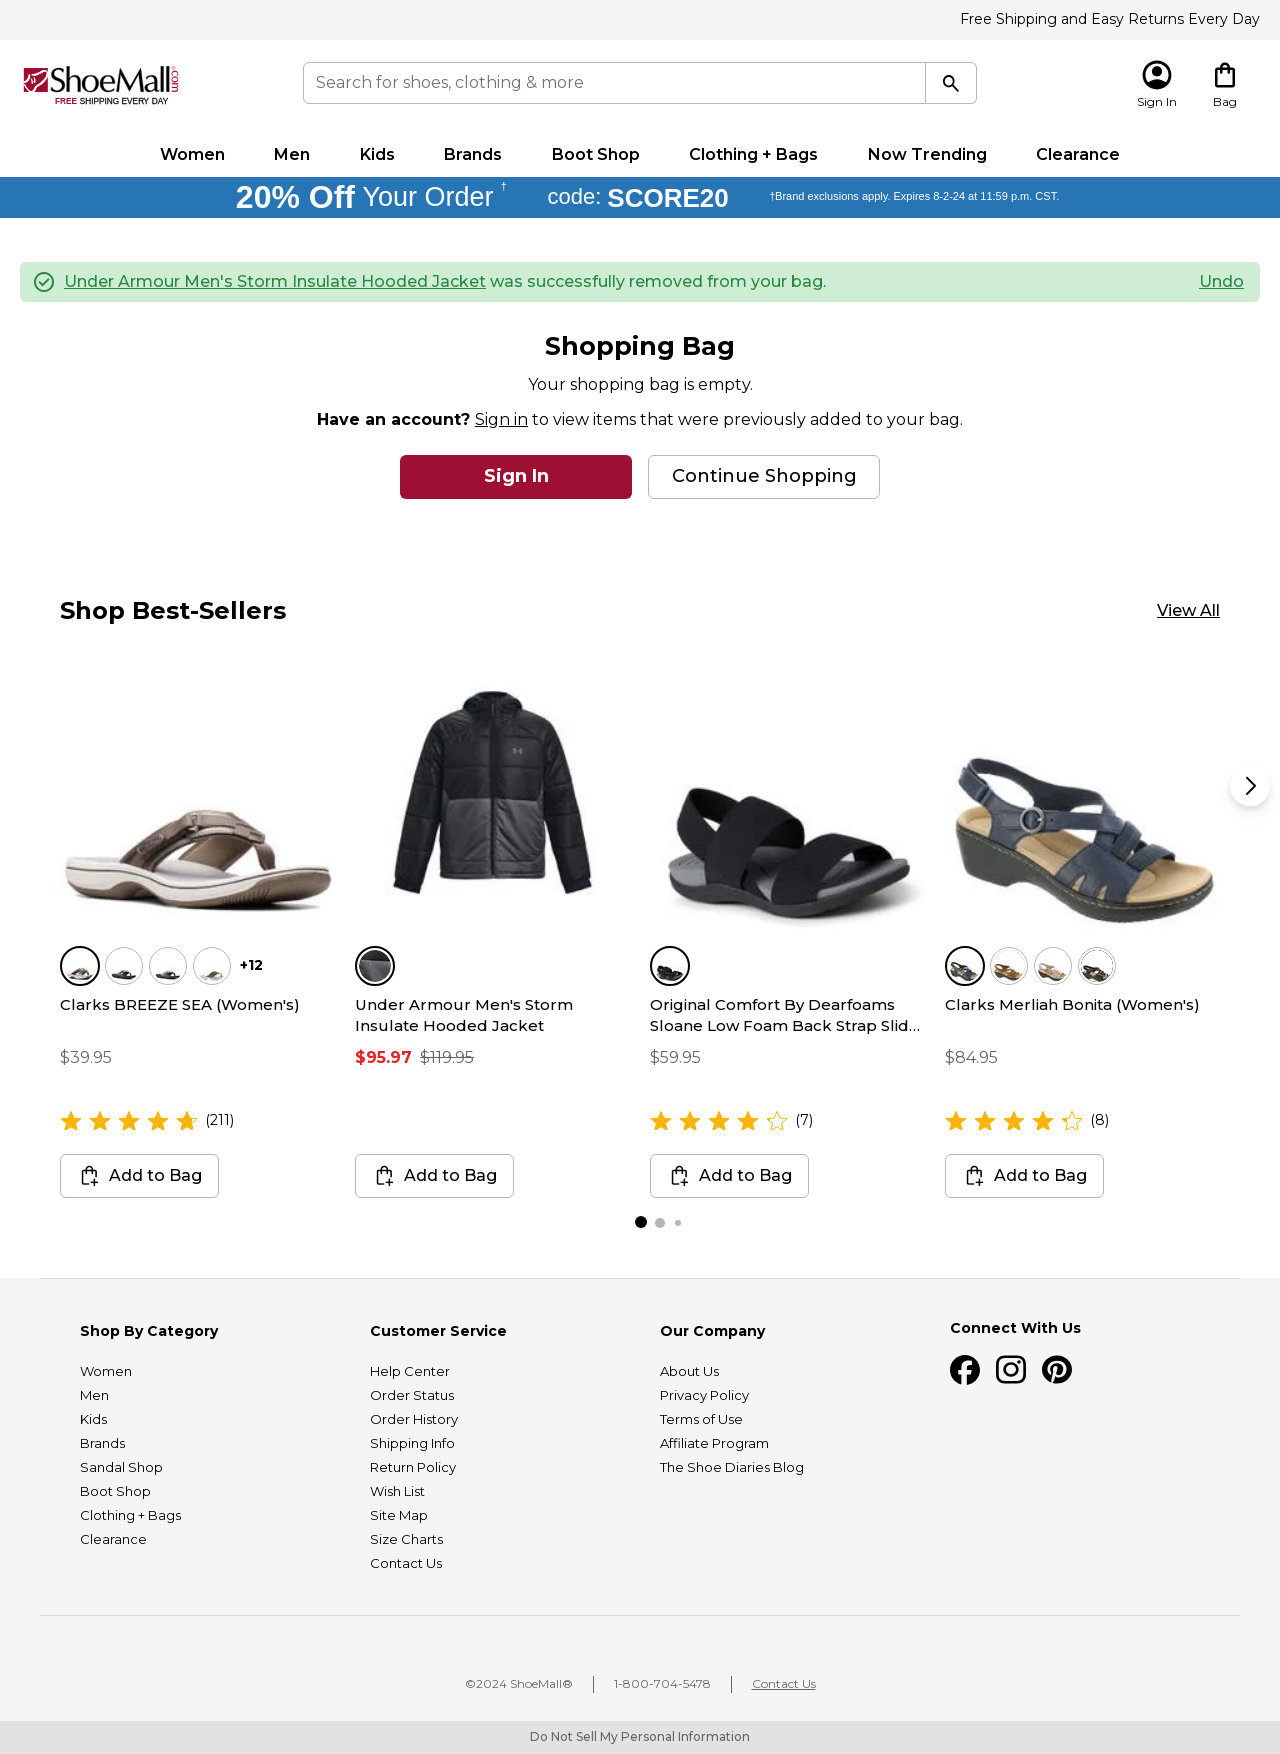 Free Shipping and Easy Returns Every Day
ShoeMall.com
FREE SHIPPING EVERY DAY
Search for shoes, clothing & more
Sign In
Bag
Women Men Kids Brands Boot Shop Clothing + Bags Now Trending Clearance
20% Off Your Order † code: SCORE20 †Brand exclusions apply. Expires 8-2-24 at 11:59 p.m. CST.
Under Armour Men's Storm Insulate Hooded Jacket was successfully removed from your bag. Undo
Shopping Bag
Your shopping bag is empty.
Have an account? Sign in to view items that were previously added to your bag.
Sign In
Continue Shopping
Shop Best-Sellers
View All
+12
Clarks BREEZE SEA (Women's)
$39.95
(211)
Add to Bag
Under Armour Men's Storm
Insulate Hooded Jacket
$95.97 $119.95
Add to Bag
Original Comfort By Dearfoams
Sloane Low Foam Back Strap Slid...
$59.95
(7)
Add to Bag
Clarks Merliah Bonita (Women's)
$84.95
(8)
Add to Bag
Shop By Category
Women
Men
Kids
Brands
Sandal Shop
Boot Shop
Clothing + Bags
Clearance
Customer Service
Help Center
Order Status
Order History
Shipping Info
Return Policy
Wish List
Site Map
Size Charts
Contact Us
Our Company
About Us
Privacy Policy
Terms of Use
Affiliate Program
The Shoe Diaries Blog
Connect With Us
©2024 ShoeMall®
1-800-704-5478
Contact Us
Do Not Sell My Personal Information